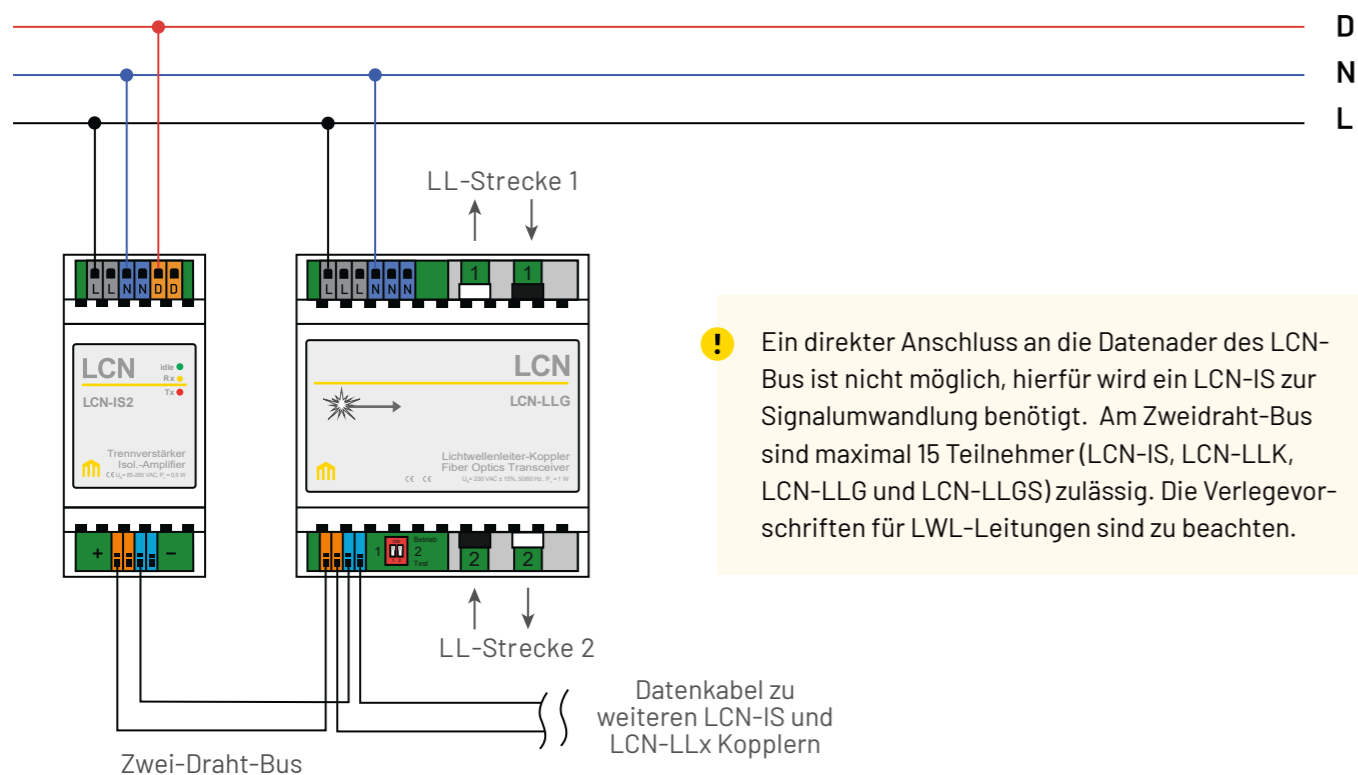 D
N
L
LL-Strecke 1
L L N N D D
L L L N N N
1 1
LCN
idle
Rx
Tx
LCN-IS2
Trennverstärker
Isol.-Amplifier
LCN
LCN-LLG
Lichtwellenleiter-Koppler
Fiber Optics Transceiver
CE CE
! Ein direkter Anschluss an die Datenader des LCN-
Bus ist nicht möglich, hierfür wird ein LCN-IS zur
Signalumwandlung benötigt. Am Zweidraht-Bus
sind maximal 15 Teilnehmer (LCN-IS, LCN-LLK,
LCN-LLG und LCN-LLGS) zulässig. Die Verlegevor-
schriften für LWL-Leitungen sind zu beachten.
+ −
1 2
Betrieb
Test
2 2
LL-Strecke 2
Datenkabel zu
weiteren LCN-IS und
LCN-LLx Kopplern
Zwei-Draht-Bus